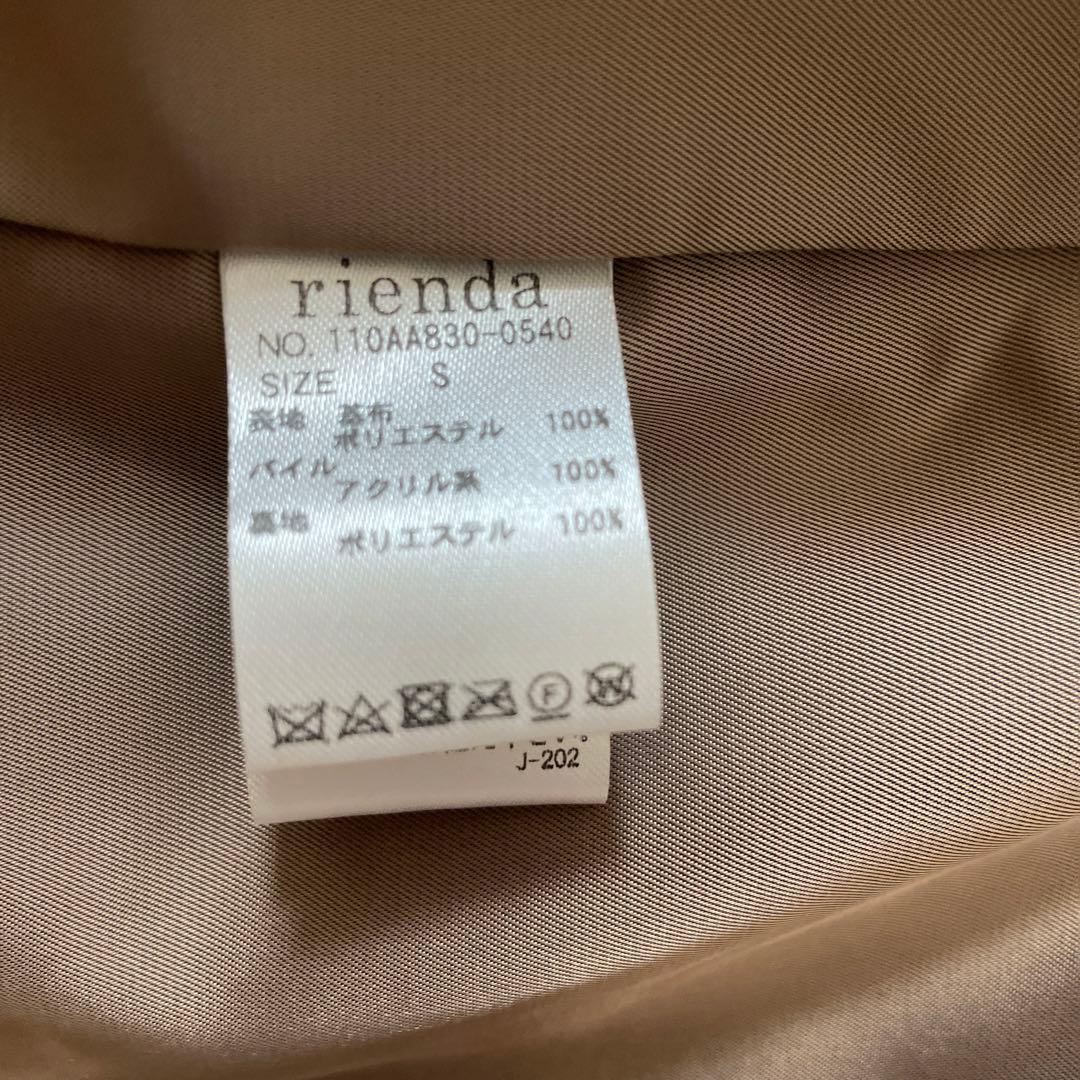 rienda
NO. 110AA830-0540
SIZE S
表地 基布
ポリエステル 100%
パイル
アクリル系 100%
裏地
ポリエステル 100%
F
W
J-202